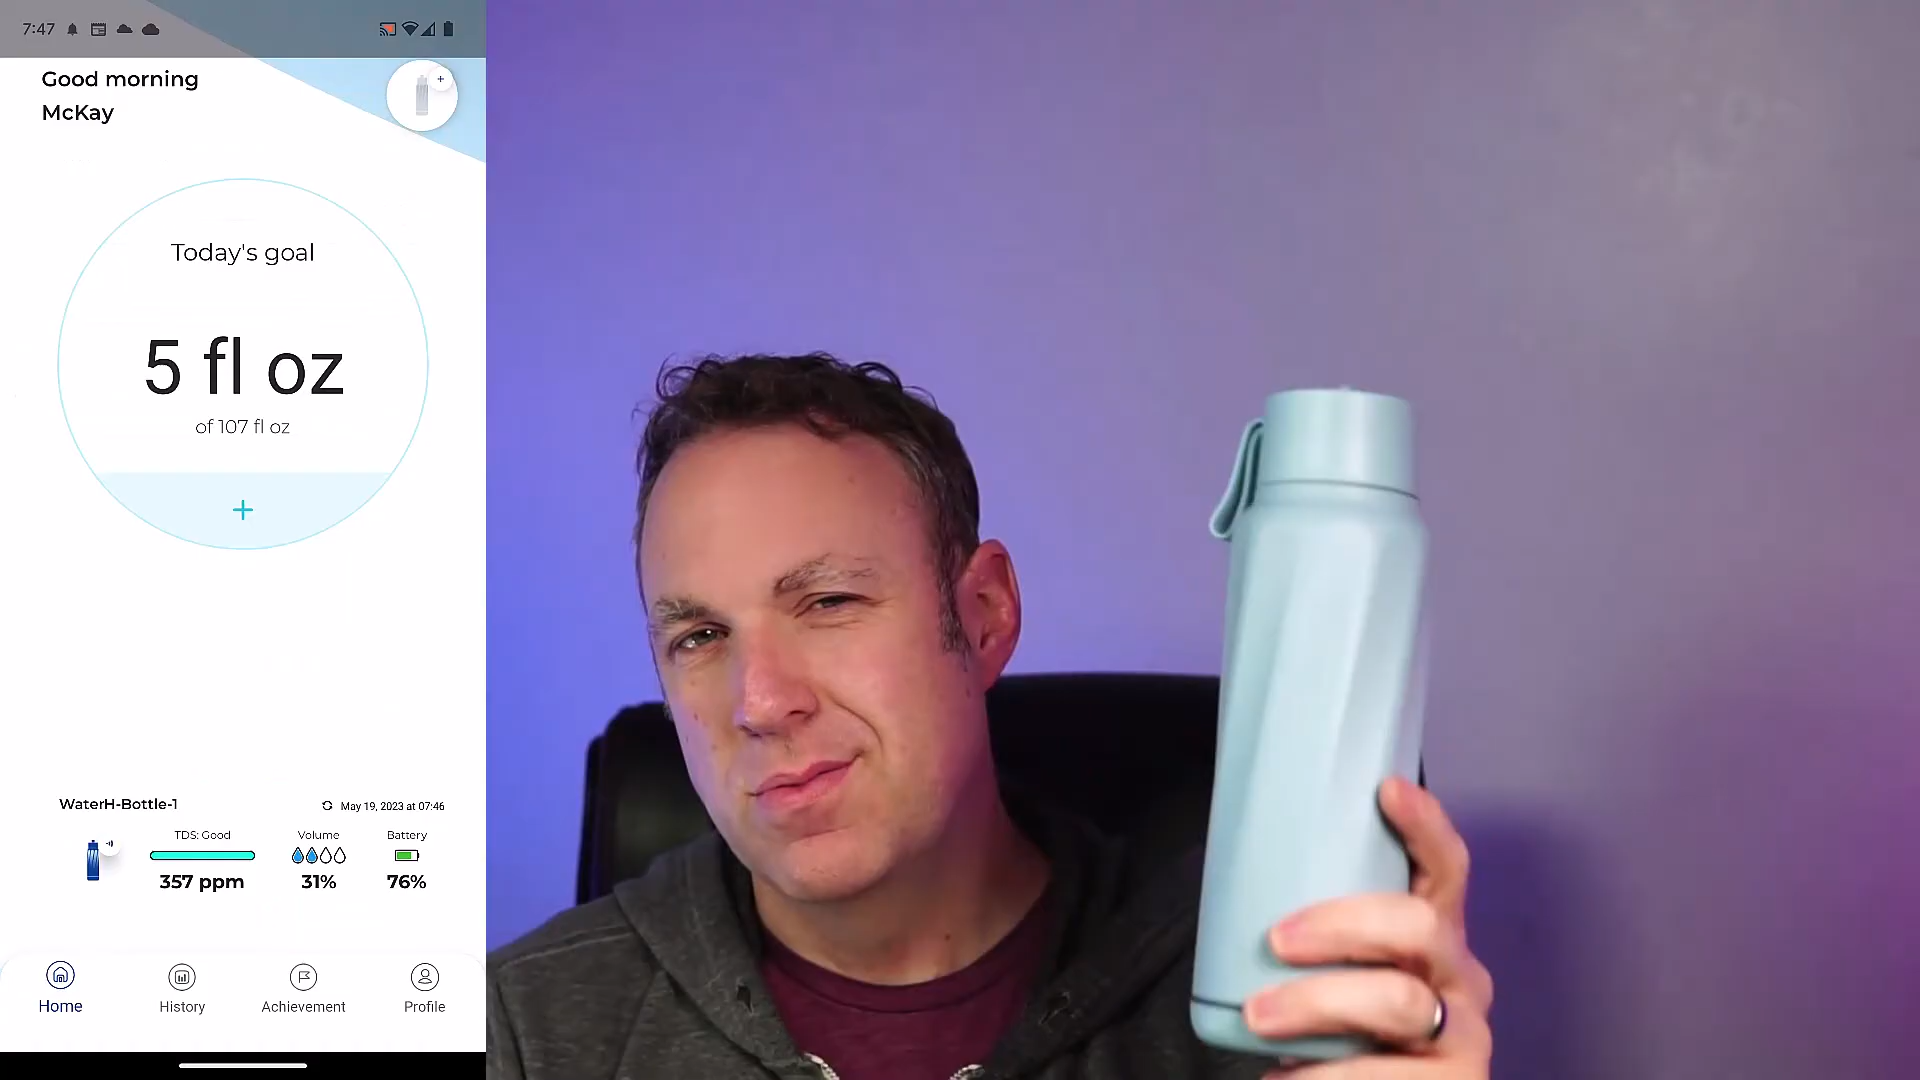 7:47
Good morning
McKay
Today's goal
5 fl oz
of 107 fl oz
+
WaterH-Bottle-1
May 19, 2023 at 07:46
TDS: Good
Volume
Battery
357 ppm
31%
76%
Home
History
Achievement
Profile